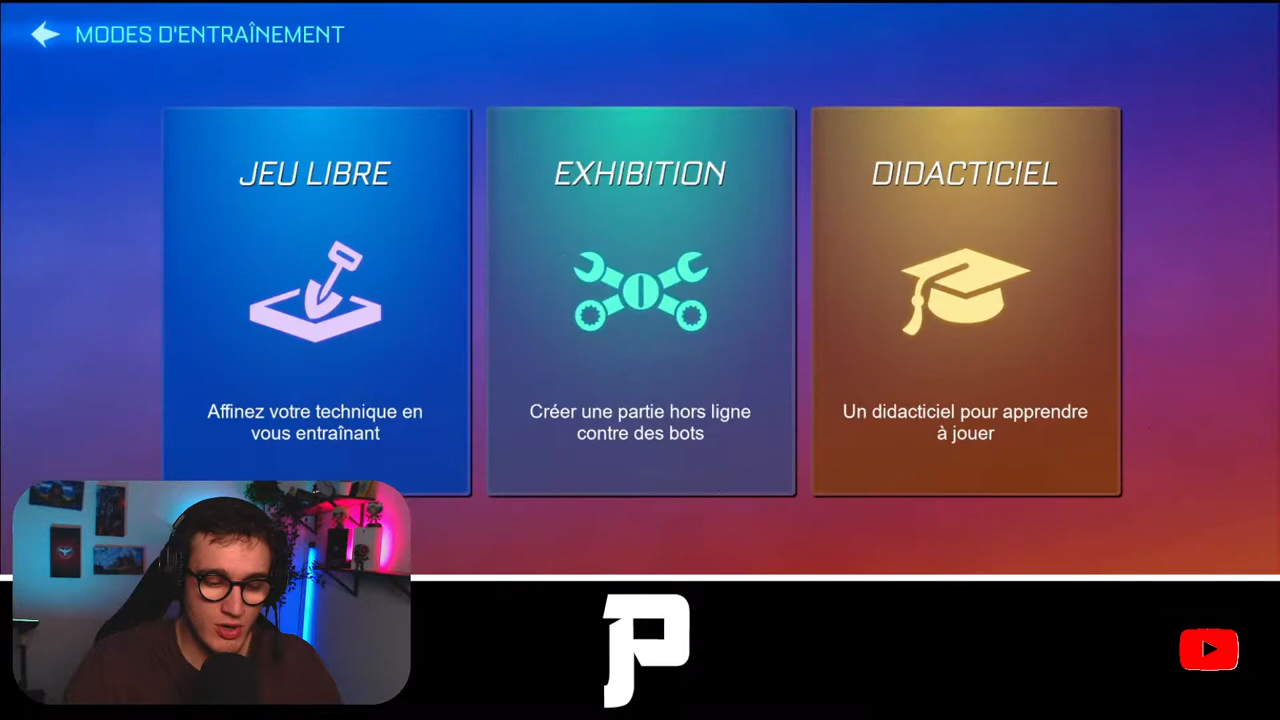 MODES D'ENTRAÎNEMENT
JEU LIBRE
Affinez votre technique en
vous entraînant
EXHIBITION
Créer une partie hors ligne
contre des bots
DIDACTICIEL
Un didacticiel pour apprendre
à jouer
P